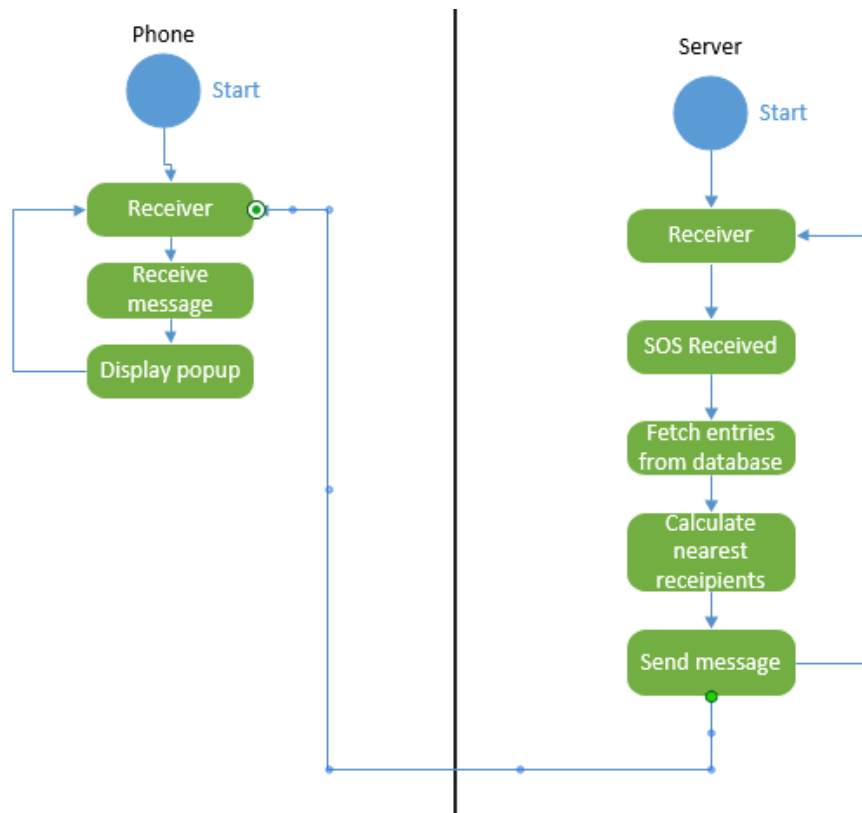 Phone
Start
Receiver
Receive
message
Display popup
Server
Start
Receiver
SOS Received
Fetch entries
from database
Calculate
nearest
receipients
Send message